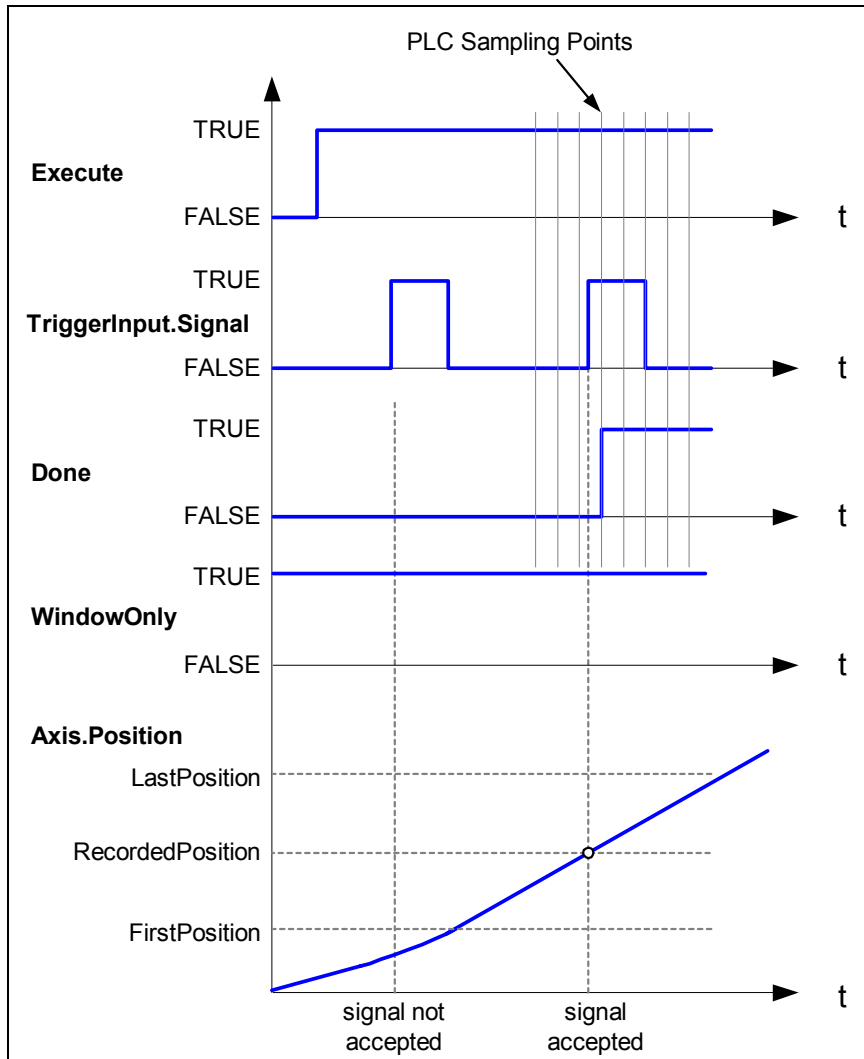 PLC Sampling Points
TRUE
Execute
FALSE
t
TRUE
TriggerInput.Signal
FALSE
t
TRUE
Done
FALSE
t
TRUE
WindowOnly
FALSE
t
Axis.Position
LastPosition
RecordedPosition
FirstPosition
t
signal not
accepted
signal
accepted